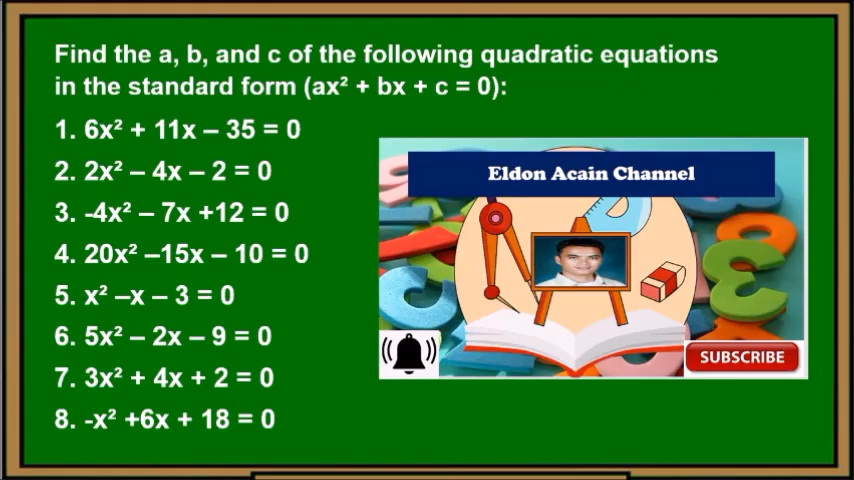 Find the a, b, and c of the following quadratic equations
in the standard form (ax² + bx + c = 0):
1. 6x² + 11x – 35 = 0
2. 2x² – 4x – 2 = 0
3. -4x² – 7x +12 = 0
4. 20x² –15x – 10 = 0
5. x² –x – 3 = 0
6. 5x² – 2x – 9 = 0
7. 3x² + 4x + 2 = 0
8. -x² +6x + 18 = 0
Eldon Acain Channel
SUBSCRIBE